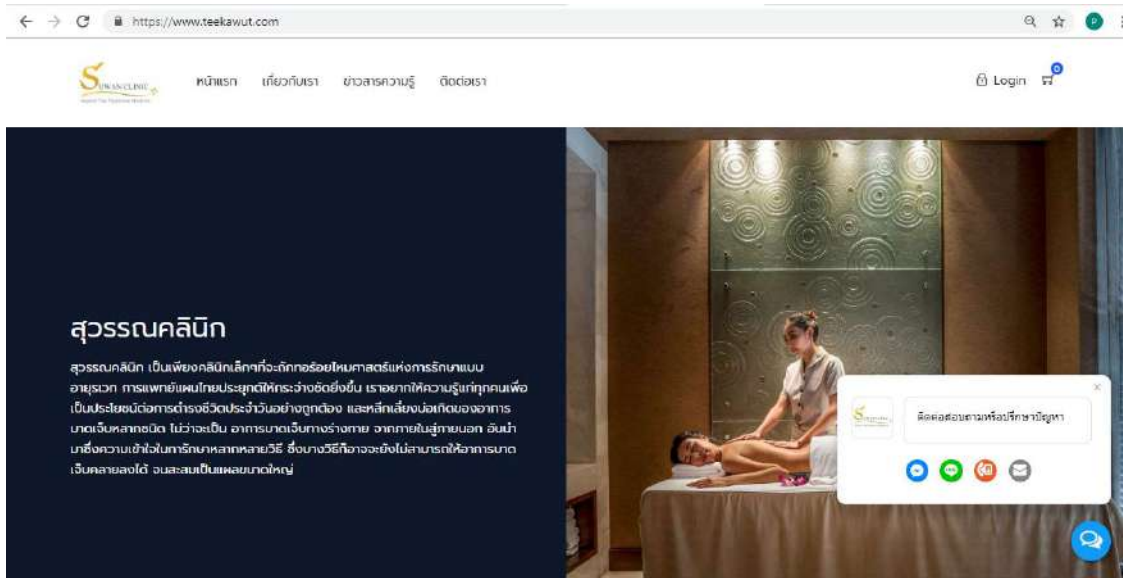 https://www.teekawut.com
P
SUWAN CLINIC
หน้าแรก เกี่ยวกับเรา ข่าวสารความรู้ ติดต่อเรา
Login 0
สุวรรณคลินิก
สุวรรณคลินิก เป็นเพียงคลินิกเล็กๆที่จะถักทอร้อยไหมศาสตร์แห่งการรักษาแบบ
อายุรเวท การแพทย์แผนไทยประยุกต์ให้กระจ่างชัดยิ่งขึ้น เราอยากให้ความรู้แก่ทุกคนเพื่อ
เป็นประโยชน์ต่อการดำรงชีวิตประจำวันอย่างถูกต้อง และหลีกเลี่ยงบ่อเกิดของอาการ
บาดเจ็บหลากชนิด ไม่ว่าจะเป็น อาการบาดเจ็บทางร่างกาย จากภายในสู่ภายนอก อันนำ
มาซึ่งความเข้าใจในการรักษาหลากหลายวิธี ซึ่งบางวิธีก็อาจจะยังไม่สามารถให้อาการบาด
เจ็บคลายลงได้ จนสะสมเป็นแผลขนาดใหญ่
ติดต่อสอบถามหรือปรึกษาปัญหา